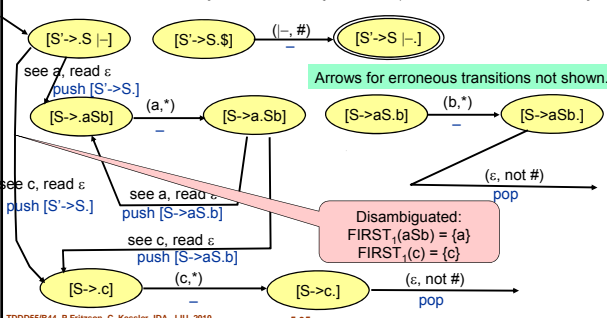 [S'->.S |–]
[S'->S.$]
(|–, #)
–
[S'->S |–.]
see a, read ε
push [S'->S.]
Arrows for erroneous transitions not shown.
[S->.aSb]
(a,*)
–
[S->a.Sb]
[S->aS.b]
(b,*)
–
[S->aSb.]
see c, read ε
push [S'->S.]
see a, read ε
push [S->aS.b]
(ε, not #)
pop
Disambiguated:
FIRST1(aSb) = {a}
FIRST1(c) = {c}
see c, read ε
push [S->aS.b]
[S->.c]
(c,*)
–
[S->c.]
(ε, not #)
pop